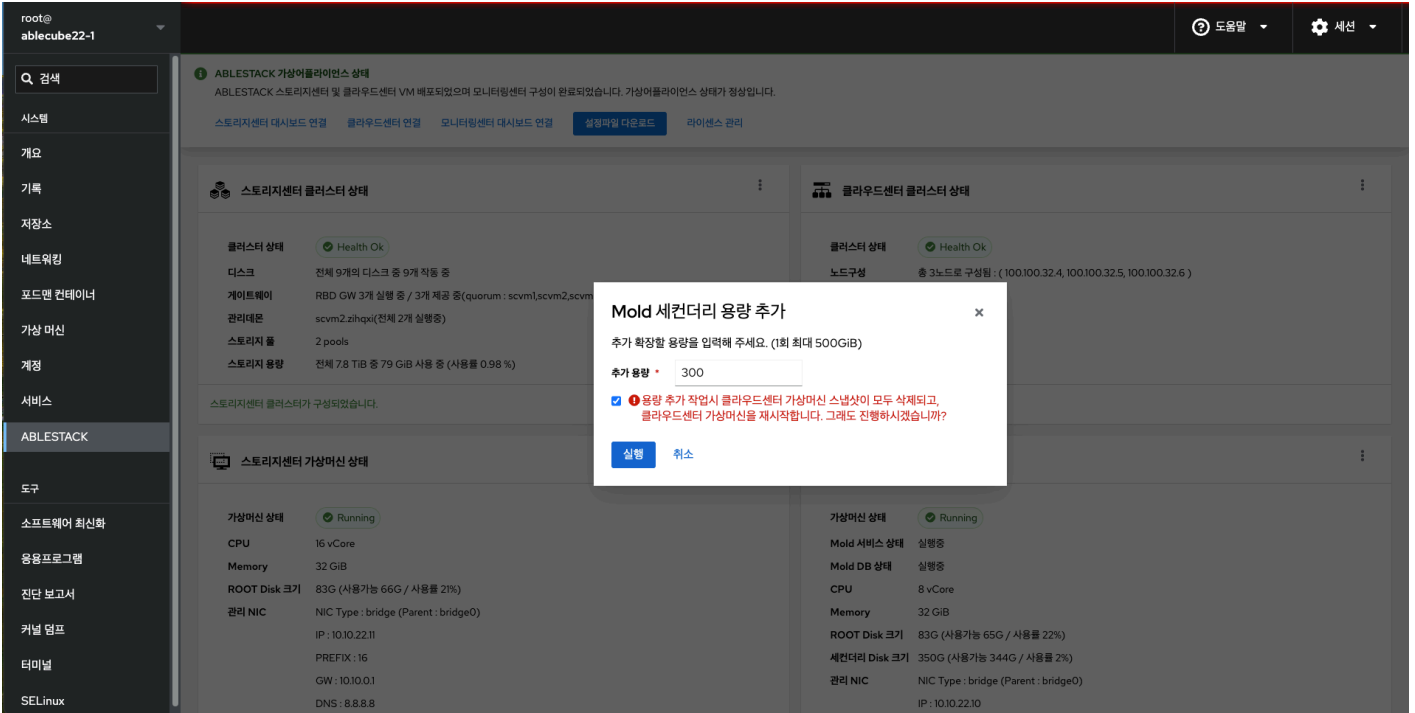 root@
ablecube22-1
도움말
세션
검색
시스템
개요
기록
저장소
네트워킹
포드맨 컨테이너
가상 머신
계정
서비스
ABLESTACK
도구
소프트웨어 최신화
응용프로그램
진단 보고서
커널 덤프
터미널
SELinux
ABLESTACK 가상어플라이언스 상태
ABLESTACK 스토리지센터 및 클라우드센터 VM 배포되었으며 모니터링센터 구성이 완료되었습니다. 가상어플라이언스 상태가 정상입니다.
스토리지센터 대시보드 연결 클라우드센터 연결 모니터링센터 대시보드 연결 설정파일 다운로드 라이센스 관리
스토리지센터 클러스터 상태
클러스터 상태 Health Ok
디스크 전체 9개의 디스크 중 9개 작동 중
게이트웨이 RBD GW 3개 실행 중 / 3개 제공 중(quorum : scvm1,scvm2,scvm
관리데몬 scvm2.zihqxi(전체 2개 실행중)
스토리지 풀 2 pools
스토리지 용량 전체 7.8 TiB 중 79 GiB 사용 중 (사용률 0.98 %)
스토리지센터 클러스터가 구성되었습니다.
클라우드센터 클러스터 상태
클러스터 상태 Health Ok
노드구성 총 3노드로 구성됨 : ( 100.100.32.4, 100.100.32.5, 100.100.32.6 )
Mold 세컨더리 용량 추가
추가 확장할 용량을 입력해 주세요. (1회 최대 500GiB)
추가 용량 * 300
용량 추가 작업시 클라우드센터 가상머신 스냅샷이 모두 삭제되고,
클라우드센터 가상머신을 재시작합니다. 그래도 진행하시겠습니까?
실행 취소
스토리지센터 가상머신 상태
가상머신 상태 Running
CPU 16 vCore
Memory 32 GiB
ROOT Disk 크기 83G (사용가능 66G / 사용률 21%)
관리 NIC NIC Type : bridge (Parent : bridge0)
IP : 10.10.22.11
PREFIX : 16
GW : 10.10.0.1
DNS : 8.8.8.8
가상머신 상태 Running
Mold 서비스 상태 실행중
Mold DB 상태 실행중
CPU 8 vCore
Memory 32 GiB
ROOT Disk 크기 83G (사용가능 65G / 사용률 22%)
세컨더리 Disk 크기 350G (사용가능 344G / 사용률 2%)
관리 NIC NIC Type : bridge (Parent : bridge0)
IP : 10.10.22.10